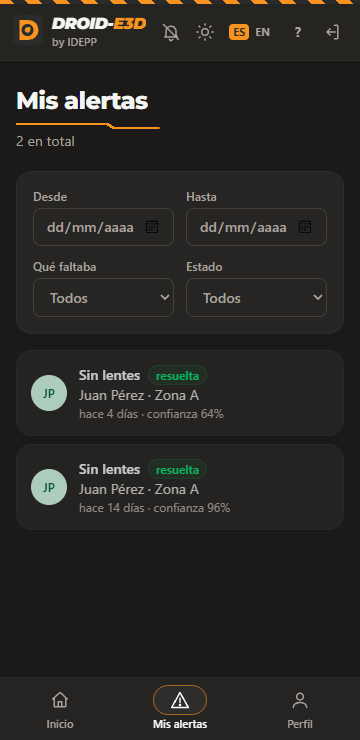 DROID-E3D
by IDEPP
ES EN ?
Mis alertas
2 en total
Desde Hasta
dd/mm/aaaa dd/mm/aaaa
Qué faltaba Estado
Todos Todos
Sin lentes resuelta
JP
Juan Pérez · Zona A
hace 4 días · confianza 64%
Sin lentes resuelta
JP
Juan Pérez · Zona A
hace 14 días · confianza 96%
Inicio Mis alertas Perfil